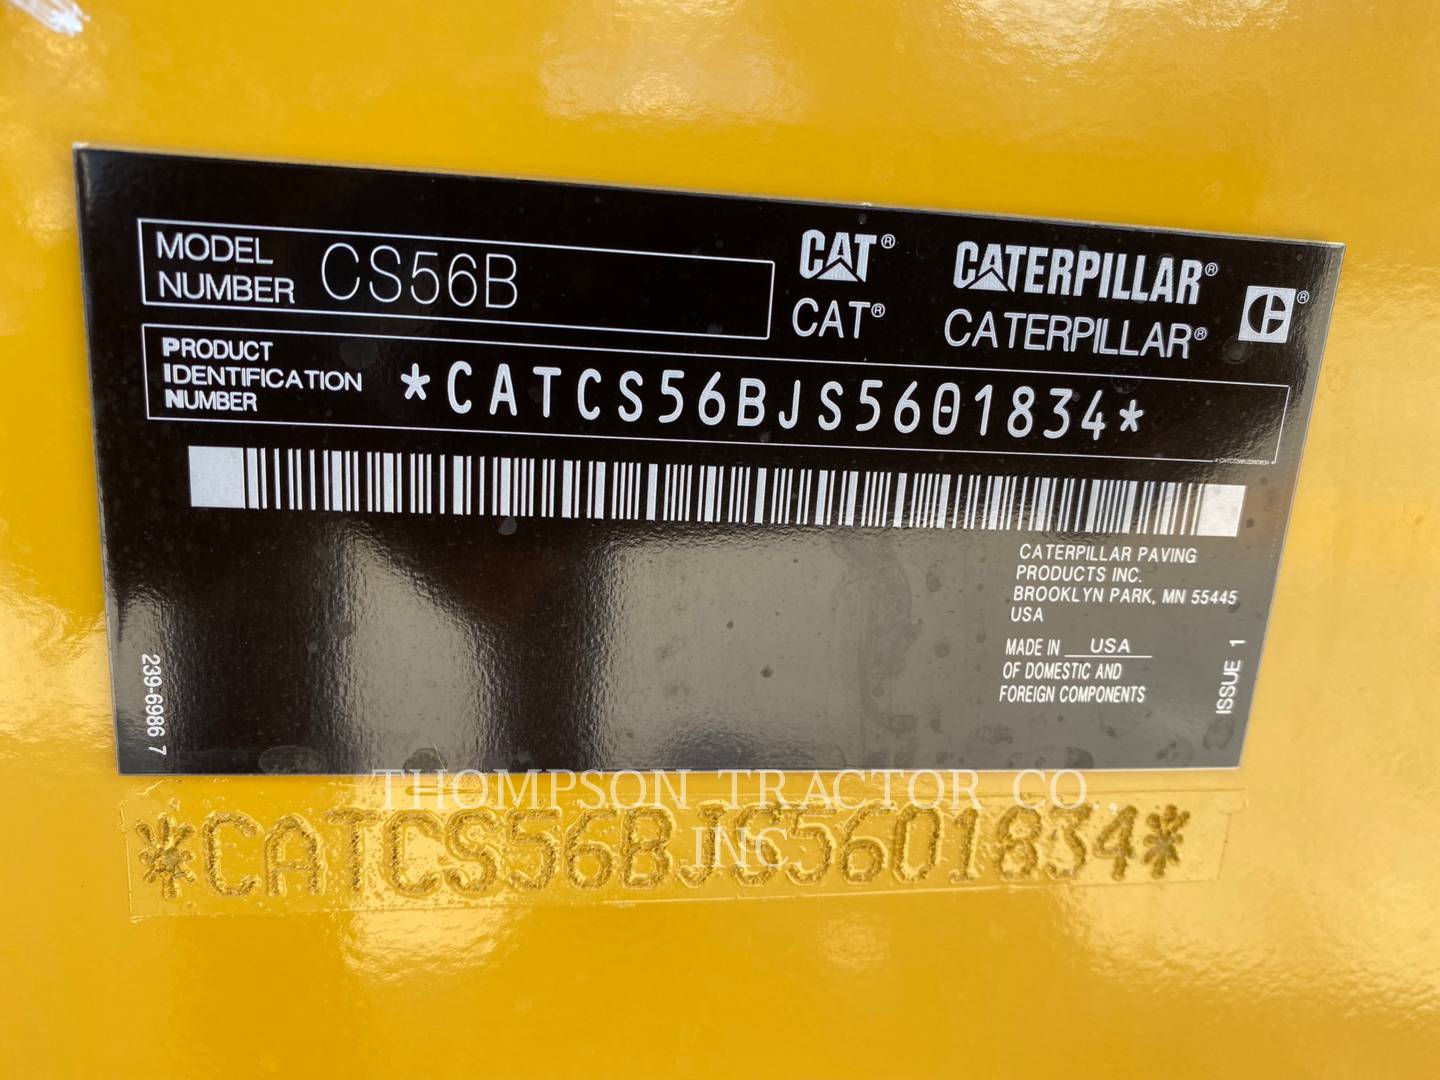 MODEL
NUMBER CS56B
CAT® CATERPILLAR®
CAT® CATERPILLAR® C®
PRODUCT
IDENTIFICATION
NUMBER
*CATCS56BJS5601834*
CATERPILLAR PAVING
PRODUCTS INC.
BROOKLYN PARK, MN 55445
USA
MADE IN USA
OF DOMESTIC AND
FOREIGN COMPONENTS
ISSUE 1
239-6986 7
THOMPSON TRACTOR CO.,
INC.
*CATCS56BJS5601834*